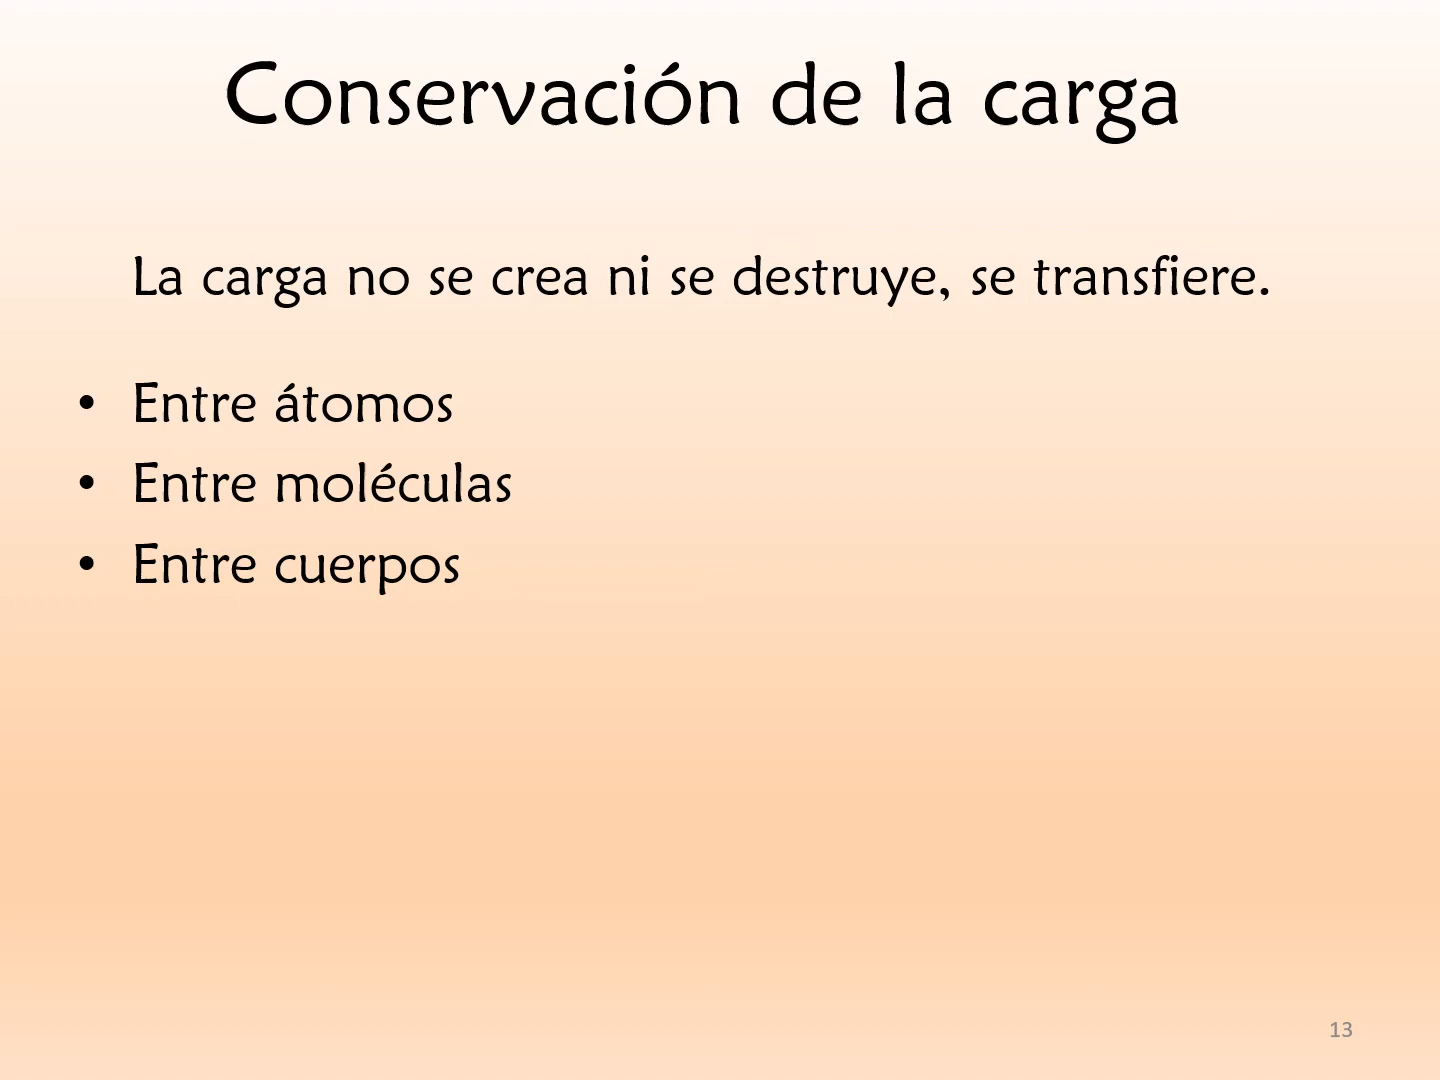 Conservación de la carga
La carga no se crea ni se destruye, se transfiere.
• Entre átomos
• Entre moléculas
• Entre cuerpos
13